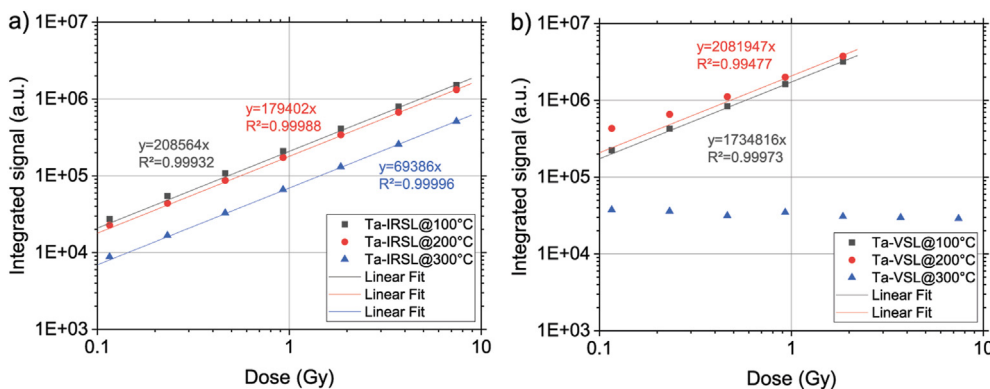 a)
Integrated signal (a.u.)
1E+07
1E+06
1E+05
1E+04
1E+03
y=208564x
R²=0.99932
y=179402x
R²=0.99988
y=69386x
R²=0.99996
Ta-IRSL@100°C
Ta-IRSL@200°C
Ta-IRSL@300°C
Linear Fit
Linear Fit
Linear Fit
0.1 1 10
Dose (Gy)
b)
Integrated signal (a.u.)
1E+07
1E+06
1E+05
1E+04
1E+03
y=2081947x
R²=0.99477
y=1734816x
R²=0.99973
Ta-VSL@100°C
Ta-VSL@200°C
Ta-VSL@300°C
Linear Fit
Linear Fit
0.1 1 10
Dose (Gy)